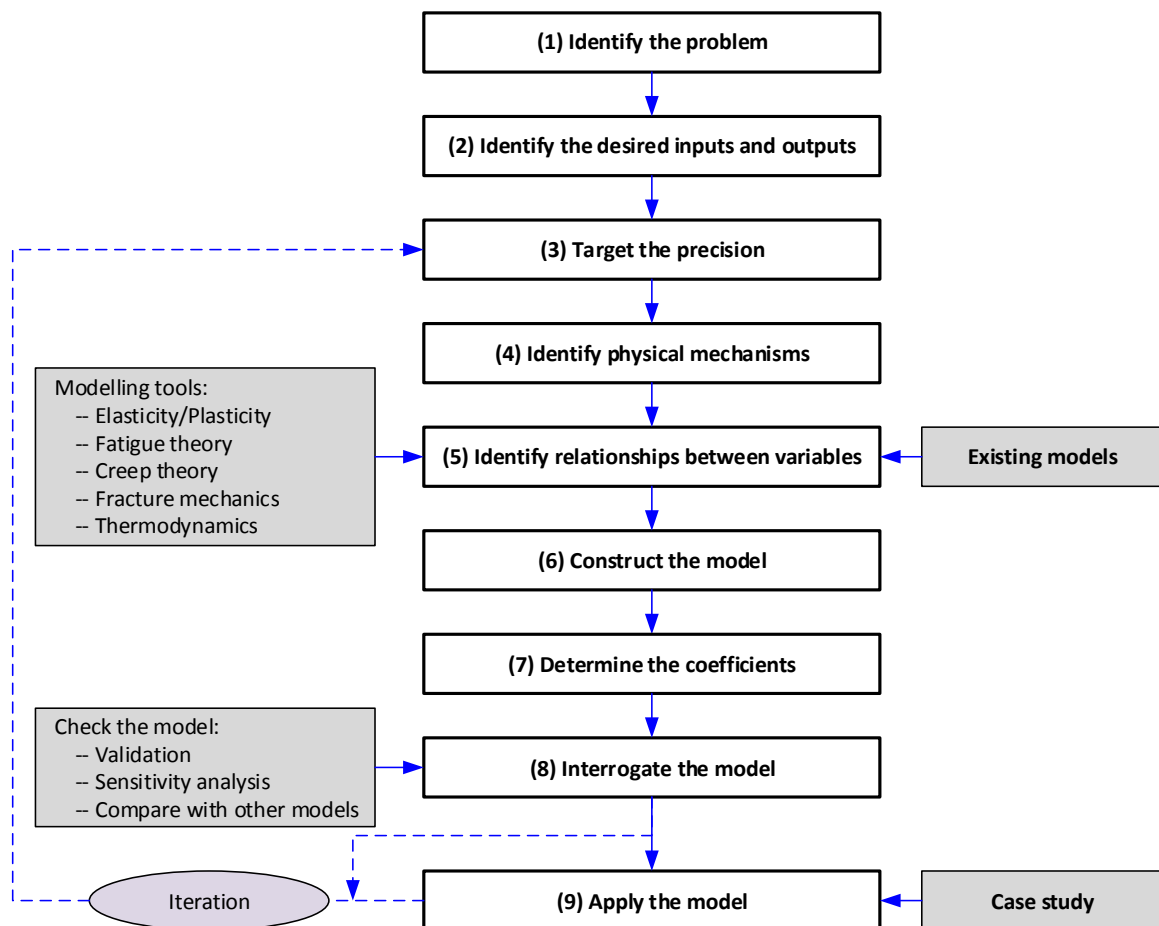 (1) Identify the problem
(2) Identify the desired inputs and outputs
(3) Target the precision
(4) Identify physical mechanisms
Modelling tools:
-- Elasticity/Plasticity
-- Fatigue theory
-- Creep theory
-- Fracture mechanics
-- Thermodynamics
(5) Identify relationships between variables
Existing models
(6) Construct the model
(7) Determine the coefficients
Check the model:
-- Validation
-- Sensitivity analysis
-- Compare with other models
(8) Interrogate the model
Iteration
(9) Apply the model
Case study